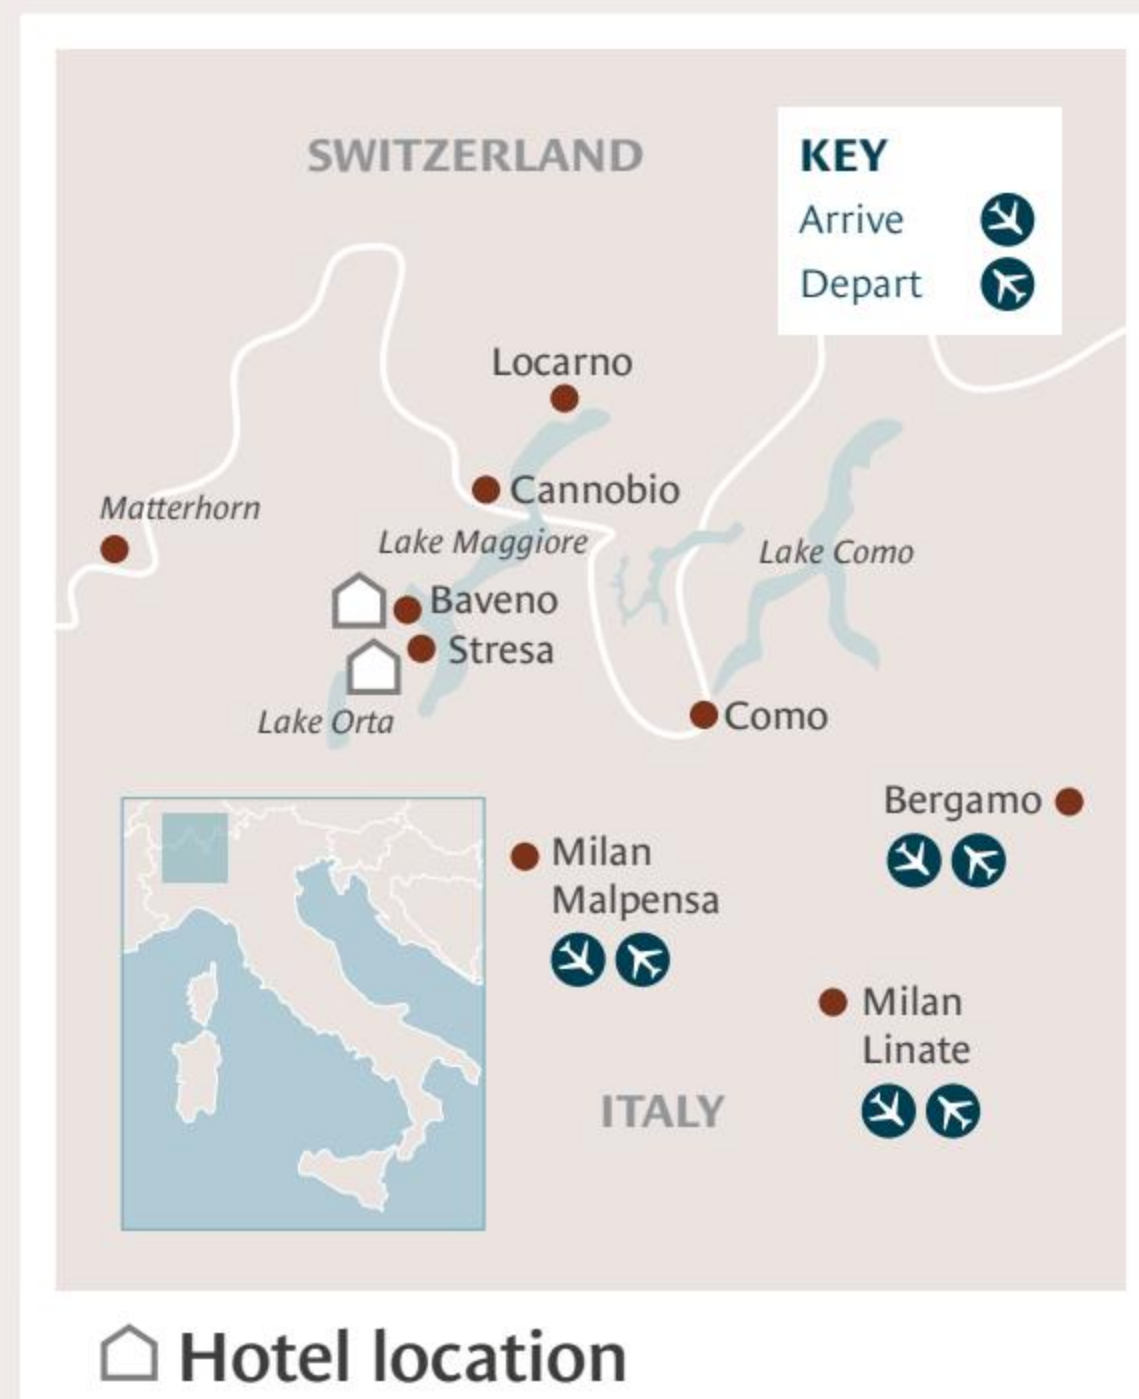 SWITZERLAND
KEY
Arrive
Depart
Locarno
Cannobio
Matterhorn
Lake Maggiore
Lake Como
Baveno
Stresa
Lake Orta
Como
Bergamo
Milan
Malpensa
Milan
Linate
ITALY
Hotel location